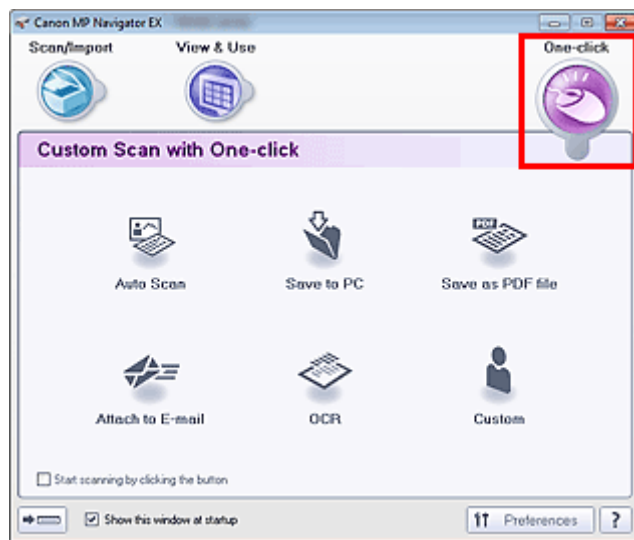 Canon MP Navigator EX
Scan/Import View & Use One-click
Custom Scan with One-click
Auto Scan Save to PC PDF Save as PDF file
Attach to E-mail OCR Custom
Start scanning by clicking the button
Show this window at startup Preferences ?